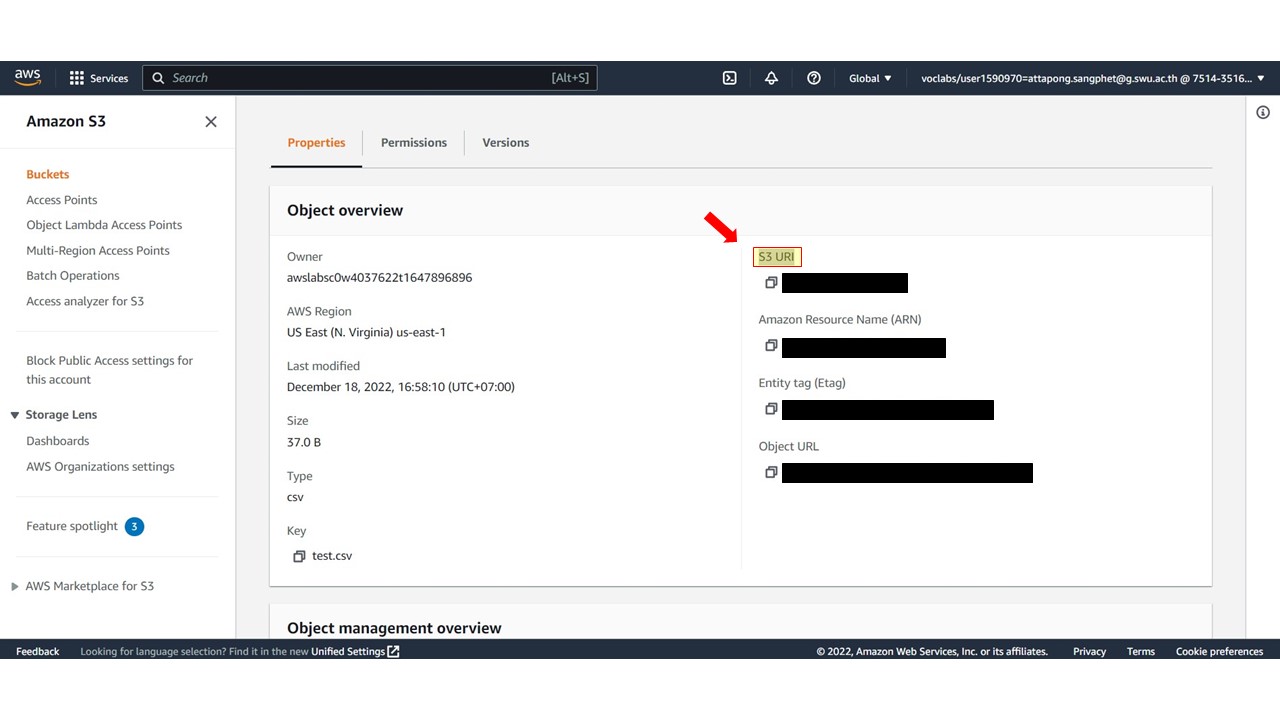 aws
Services
Search
[Alt+S]
Global
voclabs/user1590970=attapong.sangphet@g.swu.ac.th @ 7514-3516...
Amazon S3
Buckets
Access Points
Object Lambda Access Points
Multi-Region Access Points
Batch Operations
Access analyzer for S3
Block Public Access settings for
this account
Storage Lens
Dashboards
AWS Organizations settings
Feature spotlight 3
AWS Marketplace for S3
Properties
Permissions
Versions
Object overview
Owner
awslabsc0w4037622t1647896896
AWS Region
US East (N. Virginia) us-east-1
Last modified
December 18, 2022, 16:58:10 (UTC+07:00)
Size
37.0 B
Type
csv
Key
test.csv
S3 URI
Amazon Resource Name (ARN)
Entity tag (Etag)
Object URL
Object management overview
Feedback
Looking for language selection? Find it in the new Unified Settings
© 2022, Amazon Web Services, Inc. or its affiliates.
Privacy
Terms
Cookie preferences